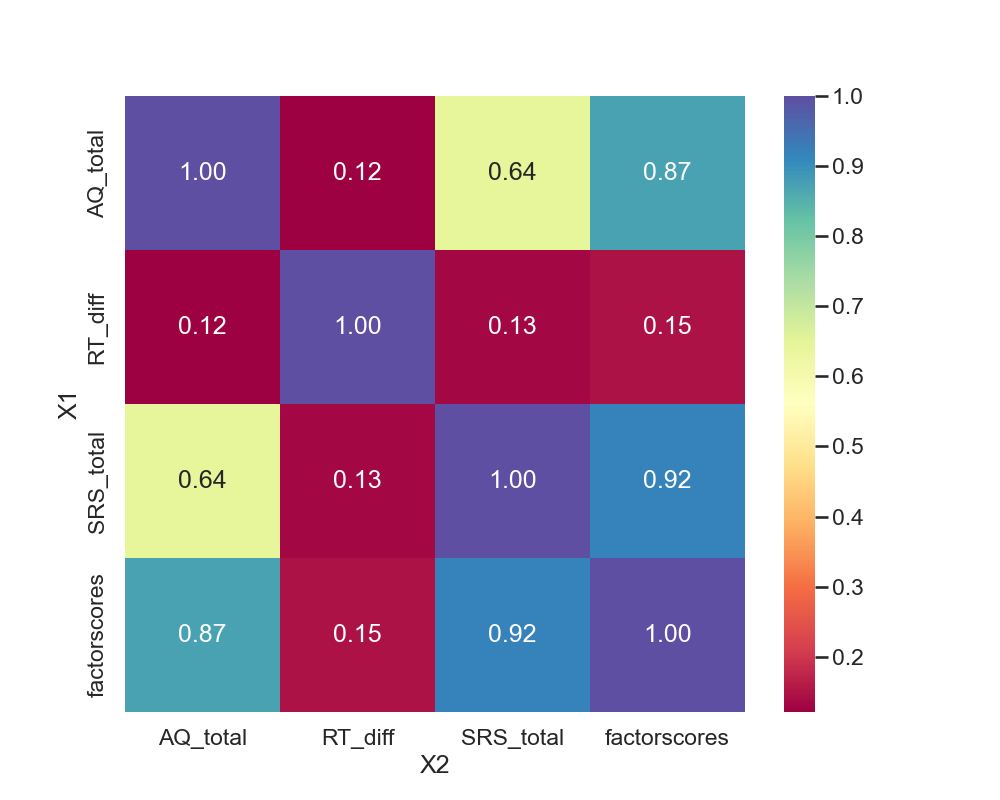 AQ_total
1.00 0.12 0.64 0.87
RT_diff
0.12 1.00 0.13 0.15
SRS_total
0.64 0.13 1.00 0.92
factorscores
0.87 0.15 0.92 1.00
X1
AQ_total RT_diff SRS_total factorscores
X2
1.0
0.9
0.8
0.7
0.6
0.5
0.4
0.3
0.2